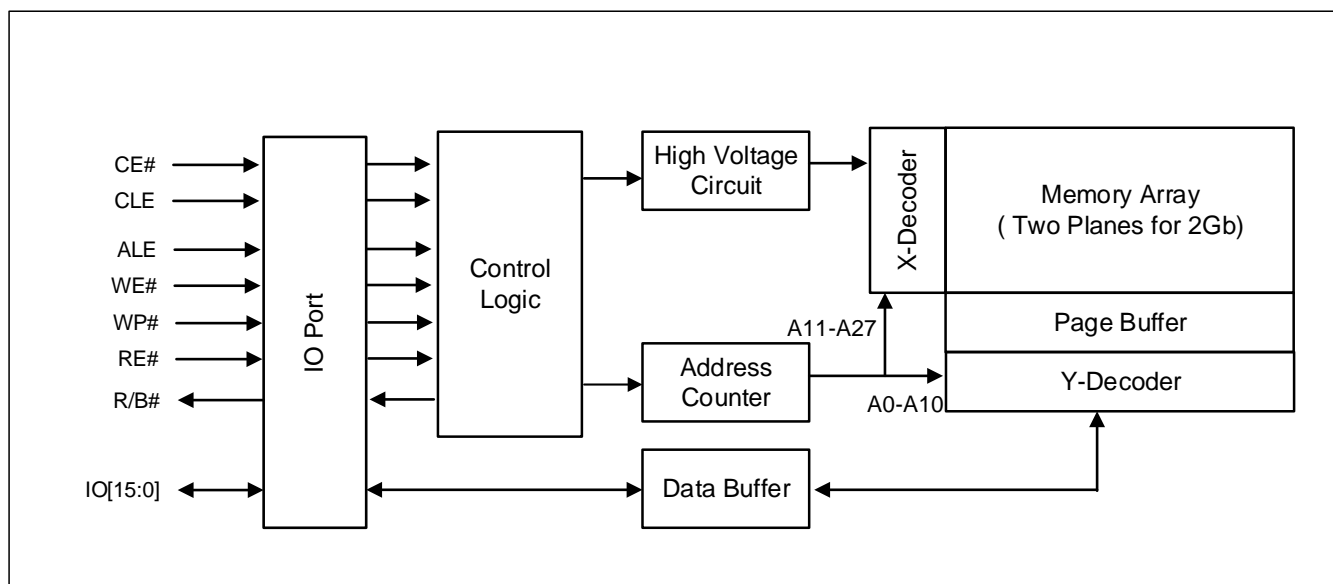 CE#
CLE
ALE
WE#
WP#
RE#
R/B#
IO[15:0]
IO Port
Control
Logic
High Voltage
Circuit
Address
Counter
Data Buffer
A11-A27
A0-A10
X-Decoder
Memory Array
( Two Planes for 2Gb)
Page Buffer
Y-Decoder